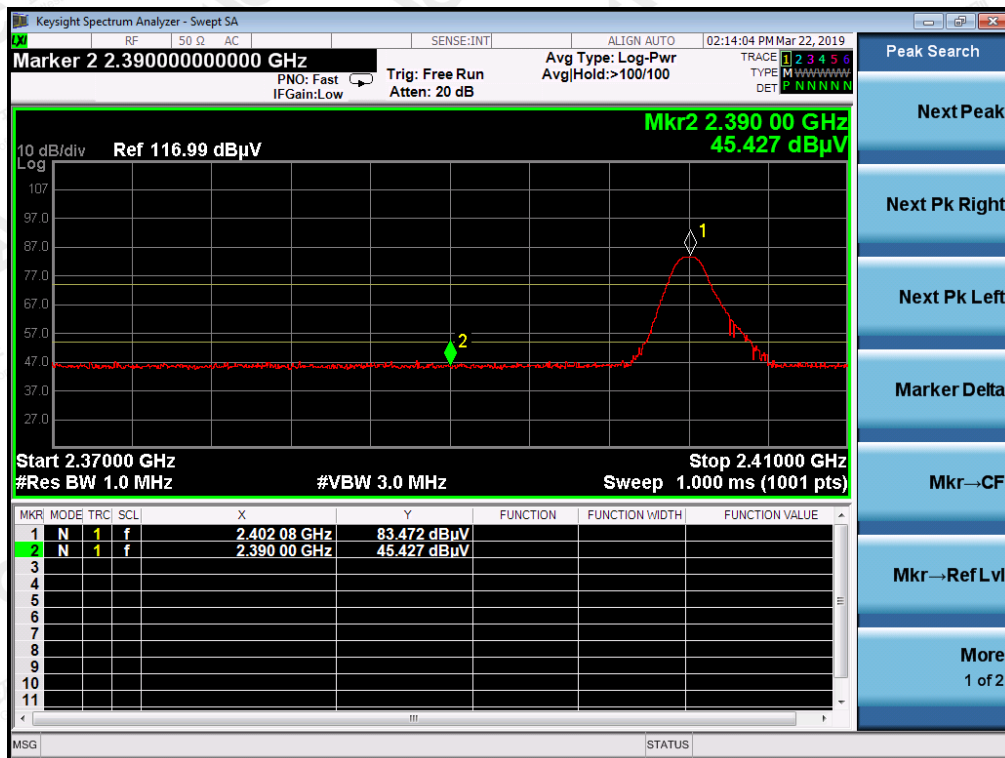 Keysight Spectrum Analyzer - Swept SA
LXI RF 50 Ω AC SENSE:INT ALIGN AUTO 02:14:04 PM Mar 22, 2019
Marker 2 2.390000000000 GHz
PNO: Fast
IFGain:Low
Trig: Free Run
Atten: 20 dB
Avg Type: Log-Pwr
Avg|Hold:>100/100
TRACE 1 2 3 4 5 6
TYPE M W W W W W
DET P N N N N N
Mkr2 2.390 00 GHz
45.427 dBµV
10 dB/div Ref 116.99 dBµV
Log
107
97.0
87.0
77.0
67.0
57.0
47.0
37.0
27.0
1
2
Start 2.37000 GHz Stop 2.41000 GHz
#Res BW 1.0 MHz #VBW 3.0 MHz Sweep 1.000 ms (1001 pts)
MKR MODE TRC SCL X Y FUNCTION FUNCTION WIDTH FUNCTION VALUE
1 N 1 f 2.402 08 GHz 83.472 dBµV
2 N 1 f 2.390 00 GHz 45.427 dBµV
3
4
5
6
7
8
9
10
11
MSG STATUS
Peak Search
Next Peak
Next Pk Right
Next Pk Left
Marker Delta
Mkr→CF
Mkr→Ref Lvl
More
1 of 2